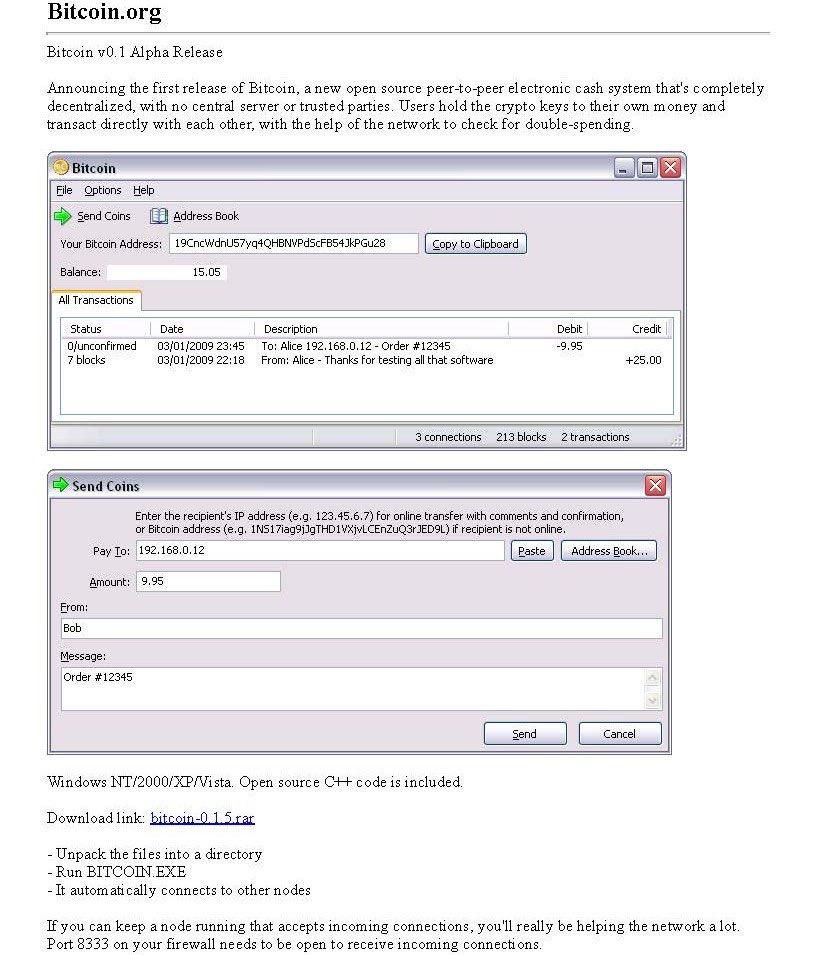 Bitcoin.org
Bitcoin v0.1 Alpha Release
Announcing the first release of Bitcoin, a new open source peer-to-peer electronic cash system that's completely
decentralized, with no central server or trusted parties. Users hold the crypto keys to their own money and
transact directly with each other, with the help of the network to check for double-spending.
Bitcoin
File Options Help
Send Coins Address Book
Your Bitcoin Address: 19CncWdnU57yq4QHBNVPd5cFB54JkPGu28 Copy to Clipboard
Balance: 15.05
All Transactions
Status Date Description Debit Credit
0/unconfirmed 03/01/2009 23:45 To: Alice 192.168.0.12 - Order #12345 -9.95
7 blocks 03/01/2009 22:18 From: Alice - Thanks for testing all that software +25.00
3 connections 213 blocks 2 transactions
Send Coins
Enter the recipient's IP address (e.g. 123.45.6.7) for online transfer with comments and confirmation,
or Bitcoin address (e.g. 1NS17iag9jJgTHD1VXjvLCEnZuQ3rJED9L) if recipient is not online.
Pay To: 192.168.0.12 Paste Address Book...
Amount: 9.95
From:
Bob
Message:
Order #12345
Send Cancel
Windows NT/2000/XP/Vista. Open source C++ code is included.
Download link: bitcoin-0.1.5.rar
- Unpack the files into a directory
- Run BITCOIN.EXE
- It automatically connects to other nodes
If you can keep a node running that accepts incoming connections, you'll really be helping the network a lot.
Port 8333 on your firewall needs to be open to receive incoming connections.